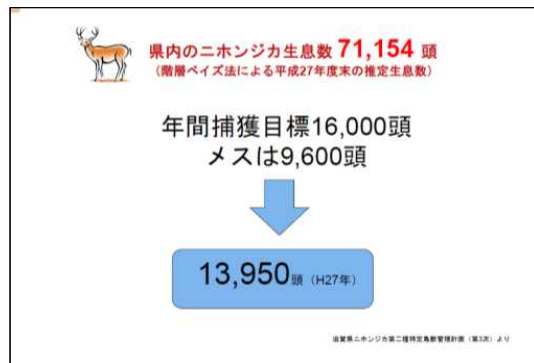 県内のニホンジカ生息数 71,154 頭
（階層ベイズ法による平成27年度末の推定生息数）
年間捕獲目標16,000頭
メスは9,600頭
13,950頭（H27年）
滋賀県ニホンジカ第二種特定鳥獣管理計画（第3次）より